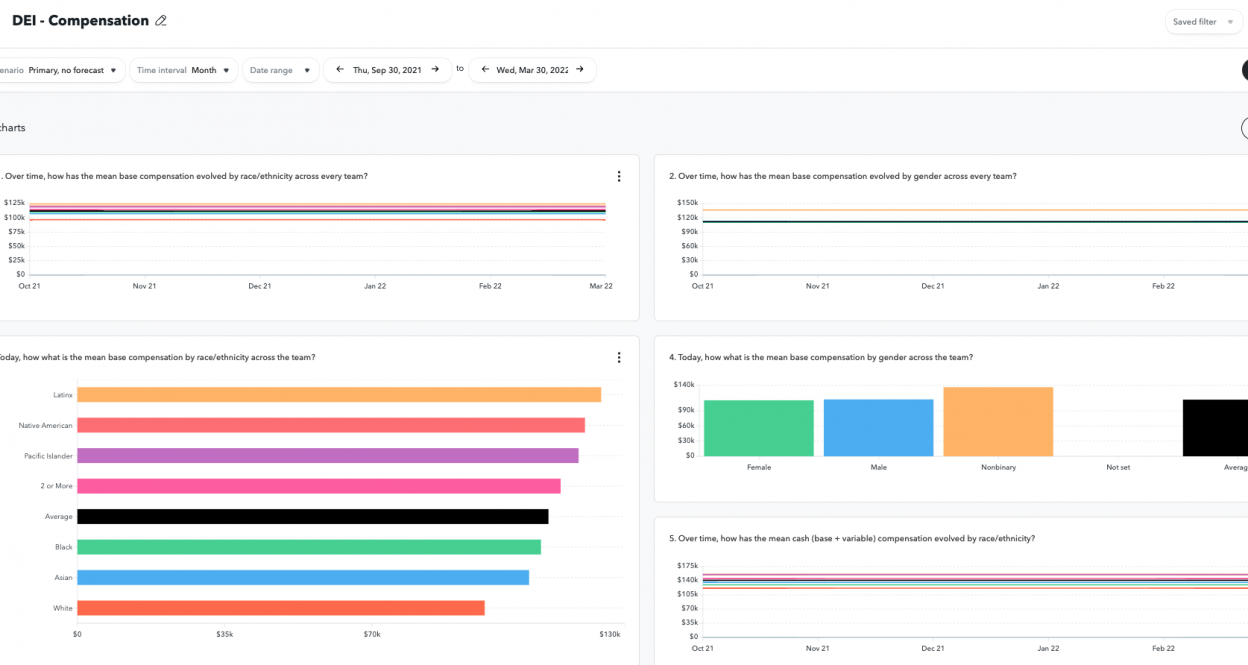 DEI - Compensation
Saved filter
enario Primary, no forecast
Time interval Month
Date range
Thu, Sep 30, 2021
to
Wed, Mar 30, 2022
charts
. Over time, how has the mean base compensation evolved by race/ethnicity across every team?
$125k
$100k
$75k
$50k
$25k
$0
Oct 21 Nov 21 Dec 21 Jan 22 Feb 22 Mar 22
2. Over time, how has the mean base compensation evolved by gender across every team?
$150k
$120k
$90k
$60k
$30k
$0
Oct 21 Nov 21 Dec 21 Jan 22 Feb 22
Today, how what is the mean base compensation by race/ethnicity across the team?
Latinx
Native American
Pacific Islander
2 or More
Average
Black
Asian
White
$0 $35k $70k $130k
4. Today, how what is the mean base compensation by gender across the team?
$140k
$90k
$60k
$30k
$0
Female Male Nonbinary Not set Averag
5. Over time, how has the mean cash (base + variable) compensation evolved by race/ethnicity?
$175k
$140k
$105k
$70k
$35k
$0
Oct 21 Nov 21 Dec 21 Jan 22 Feb 22